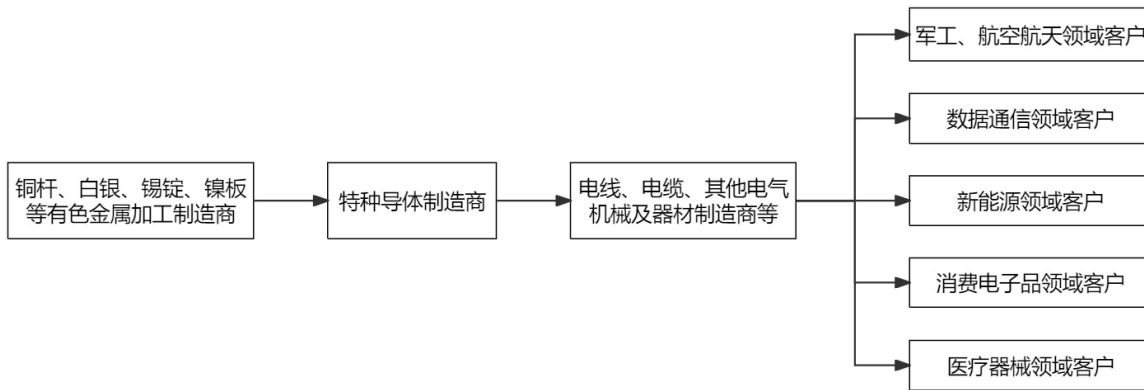 铜杆、白银、锡锭、镍板
等有色金属加工制造商
特种导体制造商
电线、电缆、其他电气
机械及器材制造商等
军工、航空航天领域客户
数据通信领域客户
新能源领域客户
消费电子品领域客户
医疗器械领域客户